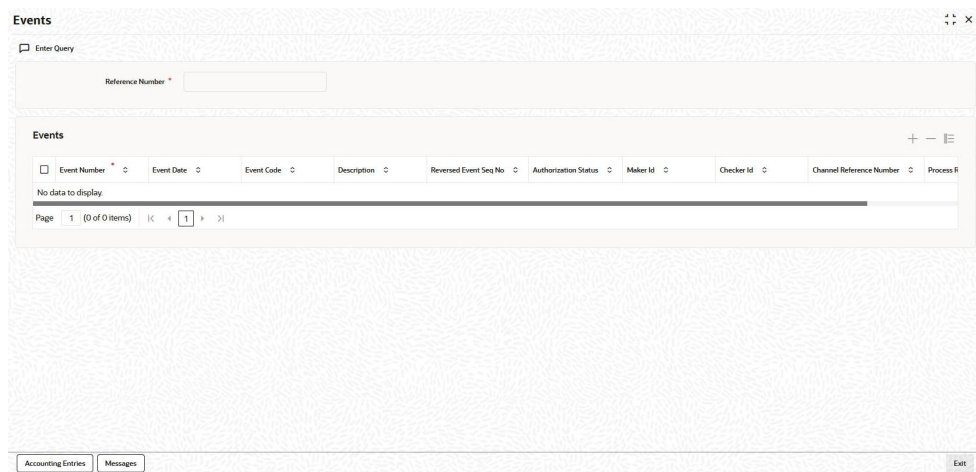 Events
Enter Query
Reference Number *
Events
Event Number * Event Date Event Code Description Reversed Event Seq No Authorization Status Maker Id Checker Id Channel Reference Number Process R
No data to display.
Page 1 (0 of 0 items) 1
Accounting Entries Messages Exit